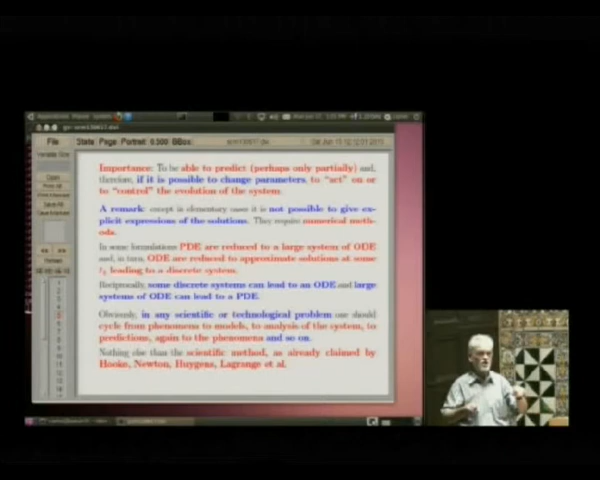 File State Page: Portrait 8.500 BBox
Importance: To be able to predict (perhaps only partially) and,
therefore, if it is possible to change parameters, to "act" on or
to "control" the evolution of the system.
A remark: except in elementary cases it is not possible to give ex-
plicit expressions of the solutions. They require numerical meth-
ods.
In some formulations PDE are reduced to a large system of ODE
and, in turn, ODE are reduced to approximate solutions at some
leading to a discrete system.
Reciprocally, some discrete systems can lead to an ODE and large
systems of ODE can lead to a PDE.
Obviously, in any scientific or technological problem one should
cycle from phenomena to models, to analysis of the system, to
predictions, again to the phenomena and so on.
Nothing else than the scientific method, as already claimed by
Hooke, Newton, Huygens, Lagrange et al.